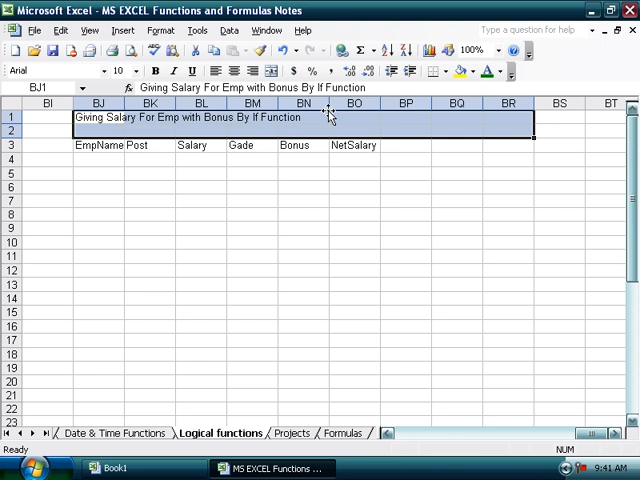 Microsoft Excel - MS EXCEL Functions and Formulas Notes
File Edit View Insert Format Tools Data Window Help
Type a question for help
Σ 100%
Arial 10 B I U $ % ,
BJ1 fx Giving Salary For Emp with Bonus By If Function
BI BJ BK BL BM BN BO BP BQ BR BS BT
1 Giving Salary For Emp with Bonus By If Function
2
3 EmpName Post Salary Gade Bonus NetSalary
4
5
6
7
8
9
10
11
12
13
14
15
16
17
18
19
20
21
22
23
Date & Time Functions Logical functions Projects Formulas
Ready NUM
Start Book1 MS EXCEL Functions ... 9:41 AM